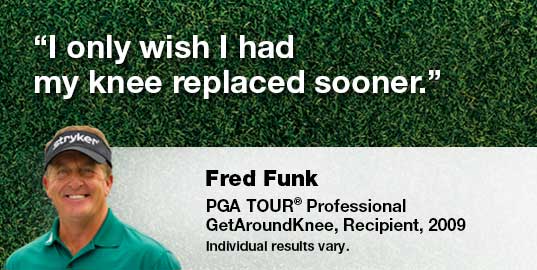 “I only wish I had
my knee replaced sooner.”
stryker
Fred Funk
PGA TOUR® Professional
GetAroundKnee, Recipient, 2009
Individual results vary.